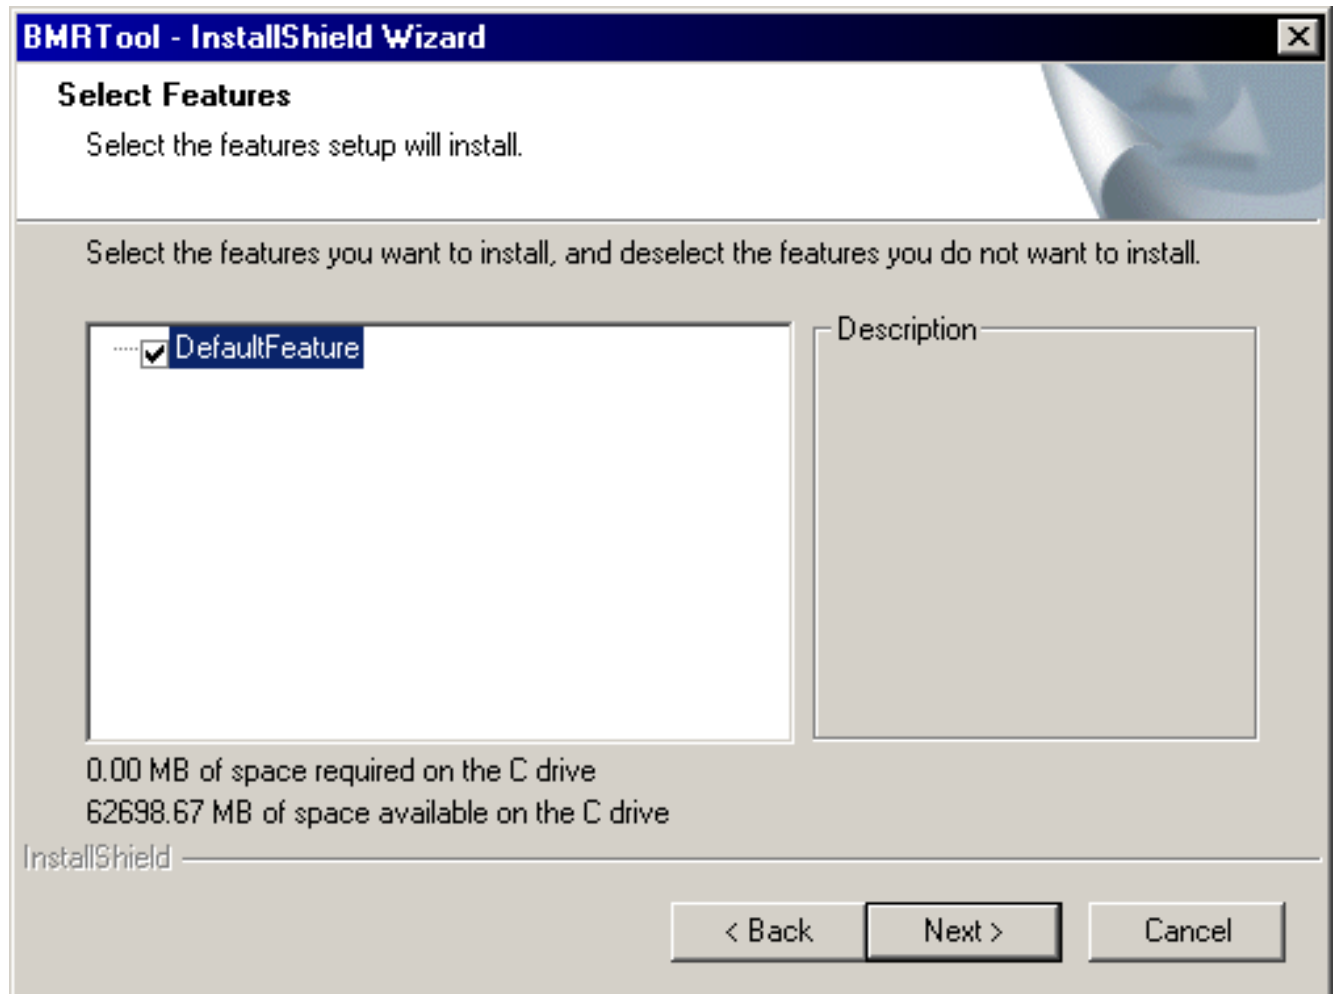 BMRTool - InstallShield Wizard
Select Features
Select the features setup will install.
Select the features you want to install, and deselect the features you do not want to install.
DefaultFeature
Description
0.00 MB of space required on the C drive
62698.67 MB of space available on the C drive
InstallShield
< Back Next > Cancel